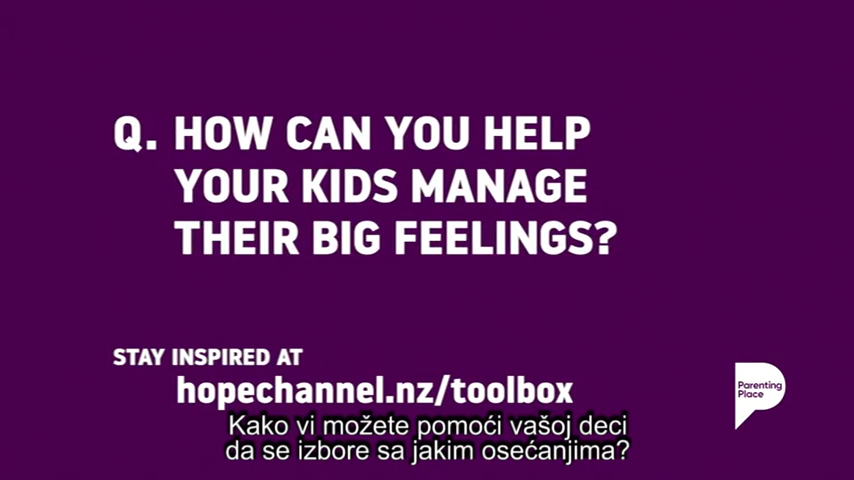 Q. HOW CAN YOU HELP
YOUR KIDS MANAGE
THEIR BIG FEELINGS?
STAY INSPIRED AT
hopechannel.nz/toolbox
Parenting
Place
Kako vi možete pomoći vašoj deci
da se izbore sa jakim osećanjima?